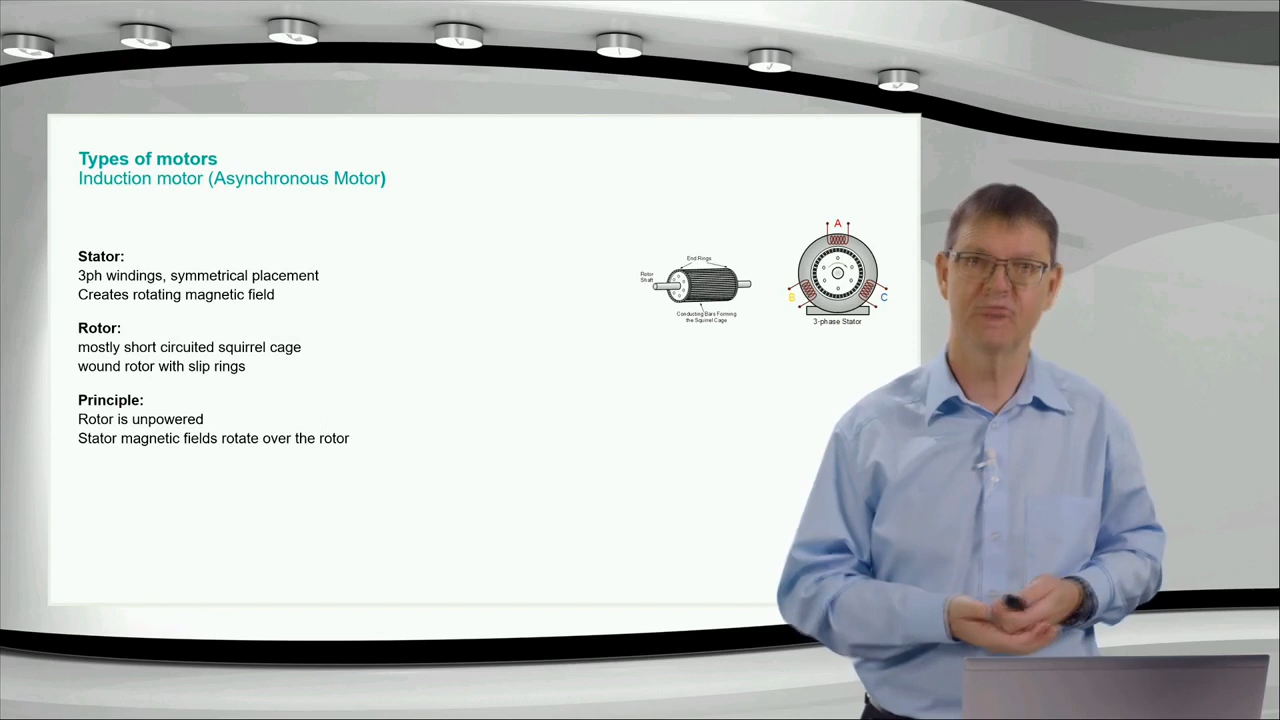 Types of motors
Induction motor (Asynchronous Motor)
Stator:
3ph windings, symmetrical placement
Creates rotating magnetic field
Rotor:
mostly short circuited squirrel cage
wound rotor with slip rings
Principle:
Rotor is unpowered
Stator magnetic fields rotate over the rotor
End Rings
Rotor
Shaft
Conducting Bars Forming
the Squirrel Cage
A
B
C
3-phase Stator